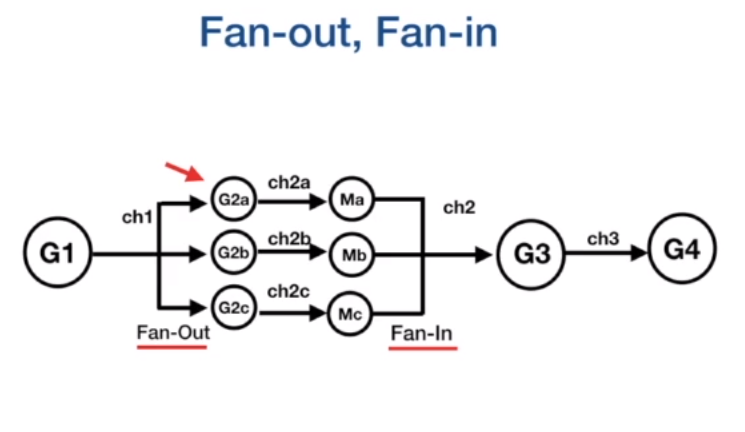 Fan-out, Fan-in
G1
ch1
G2a
ch2a
Ma
G2b
ch2b
Mb
G2c
ch2c
Mc
Fan-Out
Fan-In
ch2
G3
ch3
G4